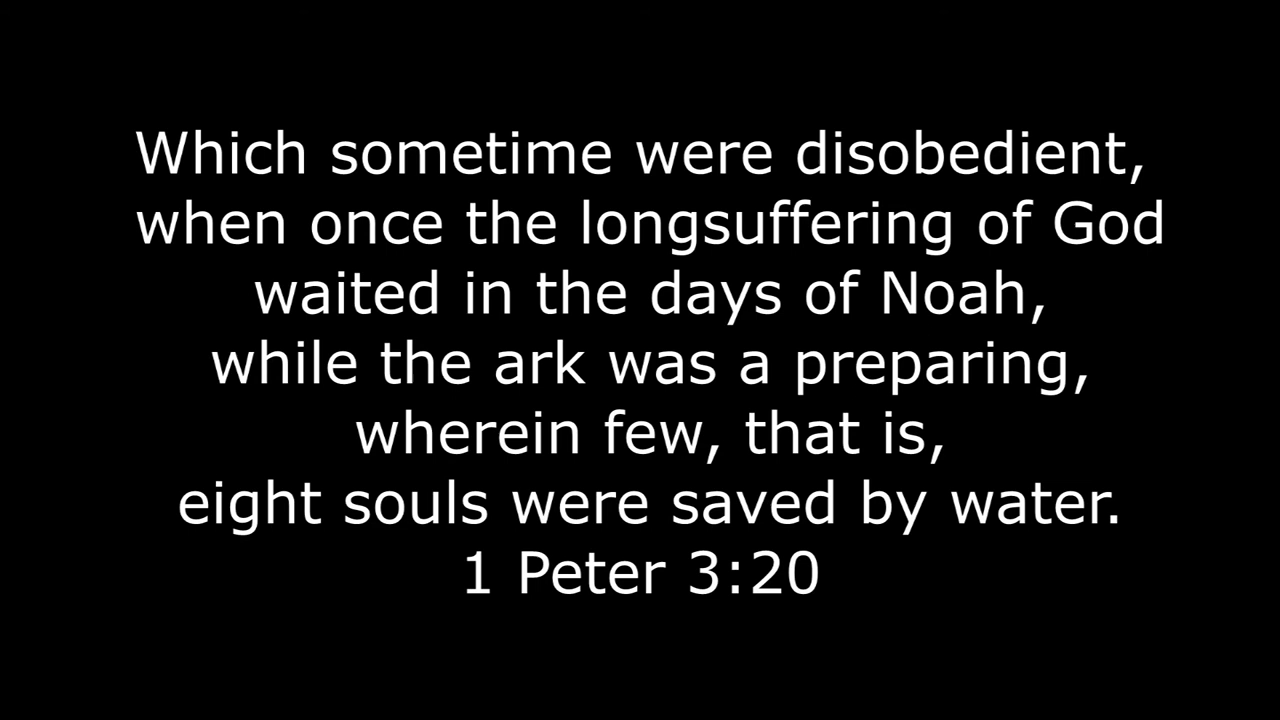 Which sometime were disobedient,
when once the longsuffering of God
waited in the days of Noah,
while the ark was a preparing,
wherein few, that is,
eight souls were saved by water.
1 Peter 3:20